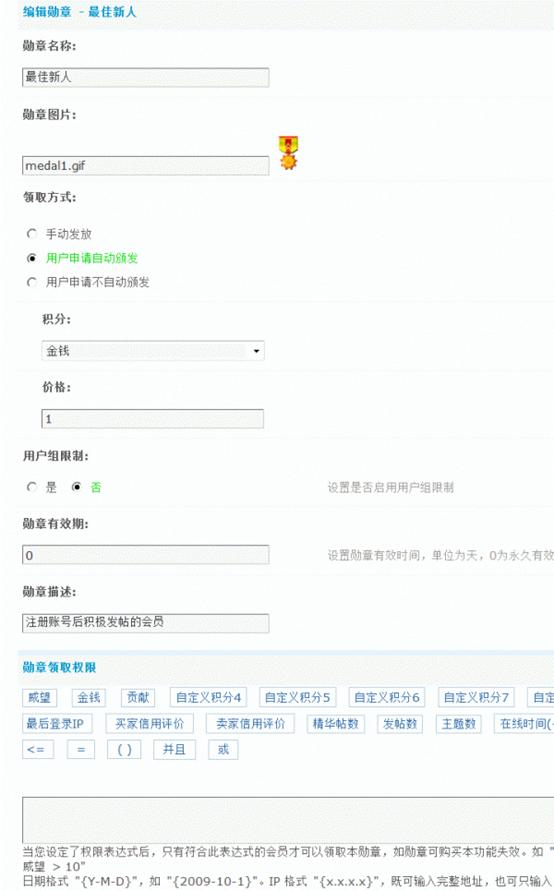 编辑勋章 - 最佳新人
勋章名称:
最佳新人
勋章图片:
medal1.gif
领取方式:
手动发放
用户申请自动颁发
用户申请不自动颁发
积分:
金钱
价格:
1
用户组限制:
是 否 设置是否启用用户组限制
勋章有效期:
0 设置勋章有效时间，单位为天，0为永久有效
勋章描述:
注册账号后积极发帖的会员
勋章领取权限
威望 金钱 贡献 自定义积分4 自定义积分5 自定义积分6 自定义积分7 自定
最后登录IP 买家信用评价 卖家信用评价 精华帖数 发帖数 主题数 在线时间(
<= = ( ) 并且 或
当您设定了权限表达式后，只有符合此表达式的会员才可以领取本勋章，如勋章可购买本功能失效。如 "
威望 > 10"
日期格式 "{Y-M-D}"，如 "{2009-10-1}"。IP 格式 "{x.x.x.x}"，既可输入完整地址，也可只输入